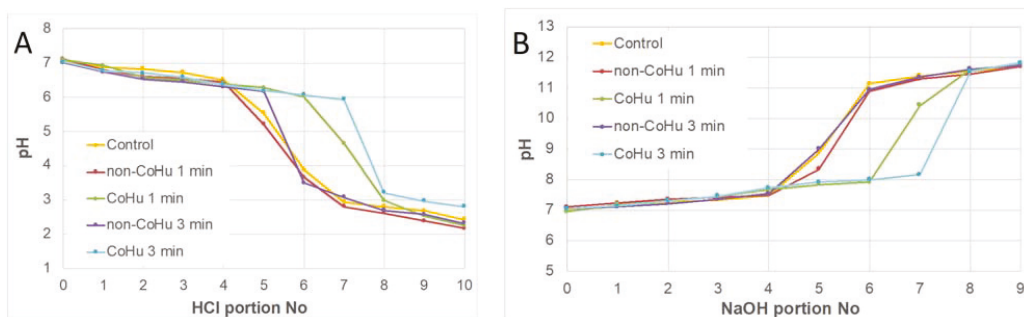 A
8
7
6
5
4
3
2
1
pH
Control
non-CoHu 1 min
CoHu 1 min
non-CoHu 3 min
CoHu 3 min
0 1 2 3 4 5 6 7 8 9 10
HCl portion No
B
13
12
11
10
9
8
7
6
5
pH
Control
non-CoHu 1 min
CoHu 1 min
non-CoHu 3 min
CoHu 3 min
0 1 2 3 4 5 6 7 8 9
NaOH portion No